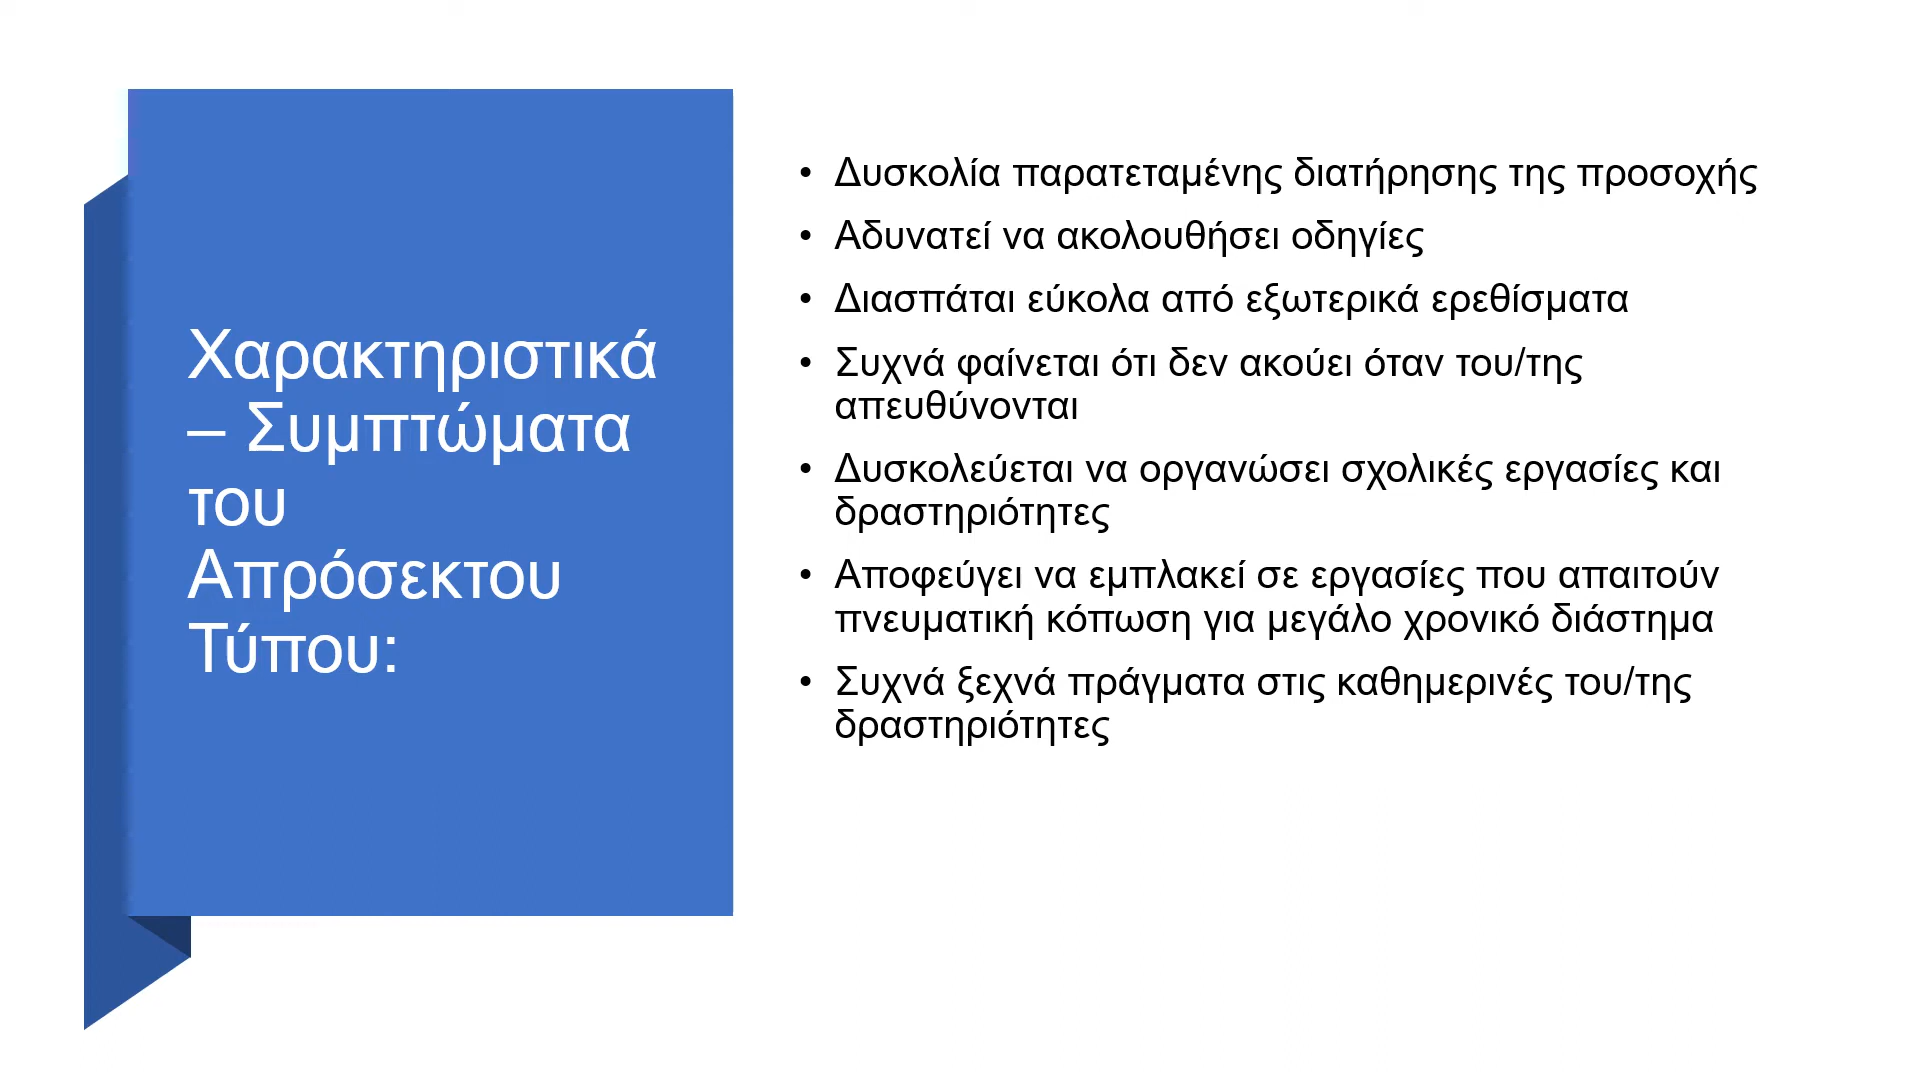 Χαρακτηριστικά
– Συμπτώματα
του
Απρόσεκτου
Τύπου:
• Δυσκολία παρατεταμένης διατήρησης της προσοχής
• Αδυνατεί να ακολουθήσει οδηγίες
• Διασπάται εύκολα από εξωτερικά ερεθίσματα
• Συχνά φαίνεται ότι δεν ακούει όταν του/της
απευθύνονται
• Δυσκολεύεται να οργανώσει σχολικές εργασίες και
δραστηριότητες
• Αποφεύγει να εμπλακεί σε εργασίες που απαιτούν
πνευματική κόπωση για μεγάλο χρονικό διάστημα
• Συχνά ξεχνά πράγματα στις καθημερινές του/της
δραστηριότητες